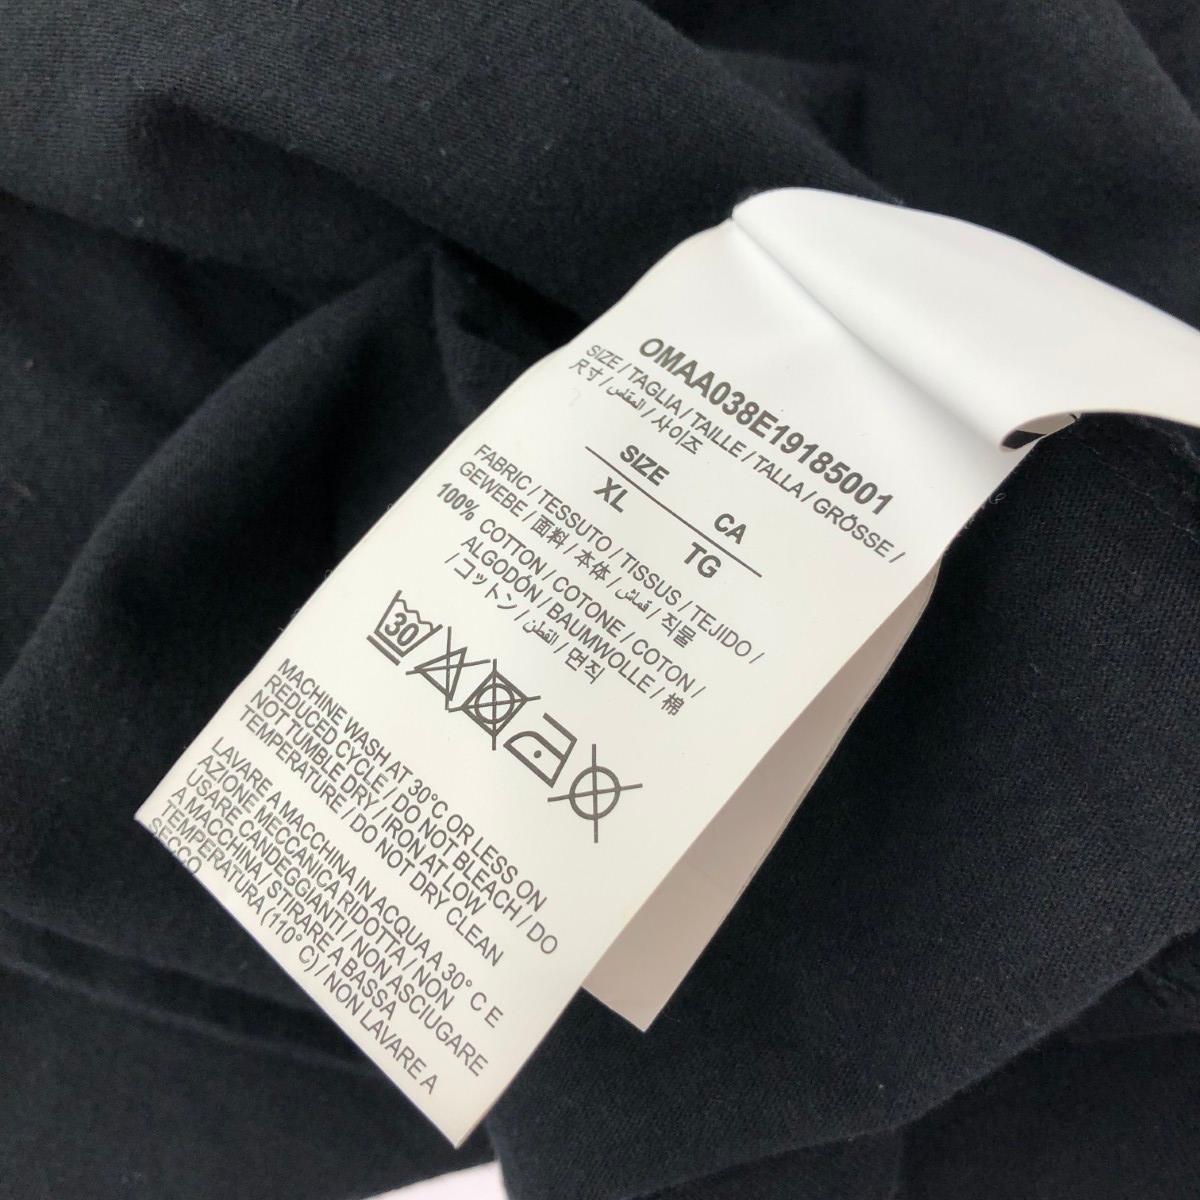 OMAA038E19185001
SIZE / TAGLIA / TAILLE / TALLA / GRÖSSE /
尺寸 / المقاس / 사이즈
SIZE CA
XL TG
FABRIC / TESSUTO / TISSUS / TEJIDO /
GEWEBE / 面料 / 本体 / قماش / 직물
100% COTTON / COTONE / COTON /
ALGODÓN / BAUMWOLLE / 棉
/ コットン / القطن / 면직
30
MACHINE WASH AT 30°C OR LESS ON
REDUCED CYCLE / DO NOT BLEACH / DO
NOT TUMBLE DRY / IRON AT LOW
TEMPERATURE / DO NOT DRY CLEAN
LAVARE A MACCHINA IN ACQUA A 30° C E
AZIONE MECCANICA RIDOTTA / NON
USARE CANDEGGIANTI / NON ASCIUGARE
A MACCHINA / STIRARE A BASSA
TEMPERATURA (110° C) / NON LAVARE A
SECCO